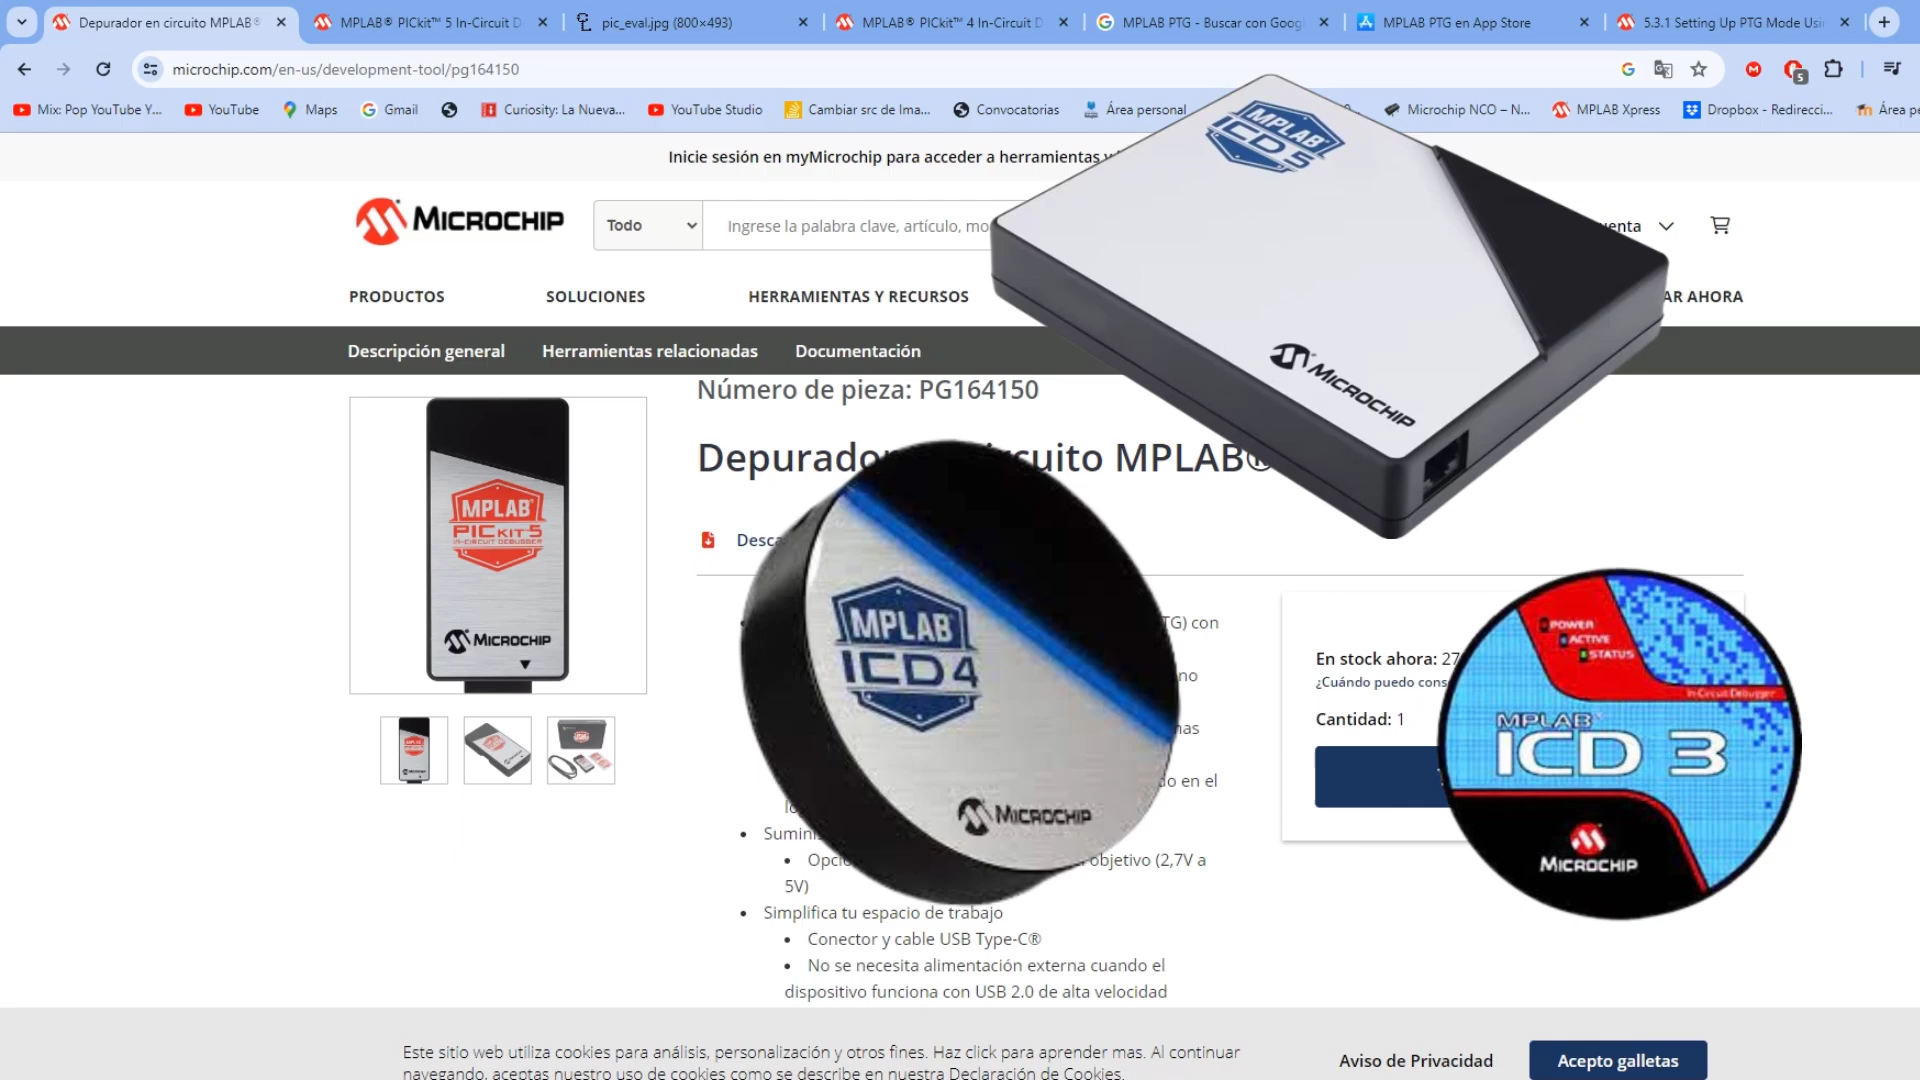 Depurador en circuito MPLAB®
MPLAB® PICkit™ 5 In-Circuit D
pic_eval.jpg (800×493)
MPLAB® PICkit™ 4 In-Circuit D
MPLAB PTG - Buscar con Goog
MPLAB PTG en App Store
5.3.1 Setting Up PTG Mode Usi
microchip.com/en-us/development-tool/pg164150
5
Mix: Pop YouTube Y...
YouTube
Maps
Gmail
Curiosity: La Nueva...
YouTube Studio
Cambiar src de Ima...
Convocatorias
Área personal
Microchip NCO – N...
MPLAB Xpress
Dropbox - Redirecci...
Área pe
Inicie sesión en myMicrochip para acceder a herramientas
MICROCHIP
Todo
Ingrese la palabra clave, artículo, mo
enta
PRODUCTOS
SOLUCIONES
HERRAMIENTAS Y RECURSOS
AR AHORA
Descripción general
Herramientas relacionadas
Documentación
Número de pieza: PG164150
Depurado
cuito MPLAB®
Desca
TG) con
no
nas
do en el
Sumini
Opcio
objetivo (2,7V a
5V)
Simplifica tu espacio de trabajo
Conector y cable USB Type-C®
No se necesita alimentación externa cuando el
dispositivo funciona con USB 2.0 de alta velocidad
En stock ahora: 27
¿Cuándo puedo cons
Cantidad: 1
MPLAB
PICkit 5
IN-CIRCUIT DEBUGGER
MICROCHIP
MPLAB
ICD 5
MICROCHIP
MPLAB
ICD 4
MICROCHIP
POWER
ACTIVE
STATUS
In-Circuit Debugger
MPLAB
ICD 3
MICROCHIP
Este sitio web utiliza cookies para análisis, personalización y otros fines. Haz click para aprender mas. Al continuar
navegando, aceptas nuestro uso de cookies como se describe en nuestra Declaración de Cookies.
Aviso de Privacidad
Acepto galletas